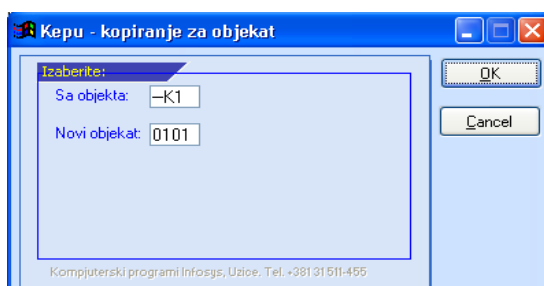 Kepu - kopiranje za objekat
Izaberite:
Sa objekta: –K1
Novi objekat: 0101
OK
Cancel
Kompjuterski programi Infosys, Uzice. Tel. +381 31 511-455